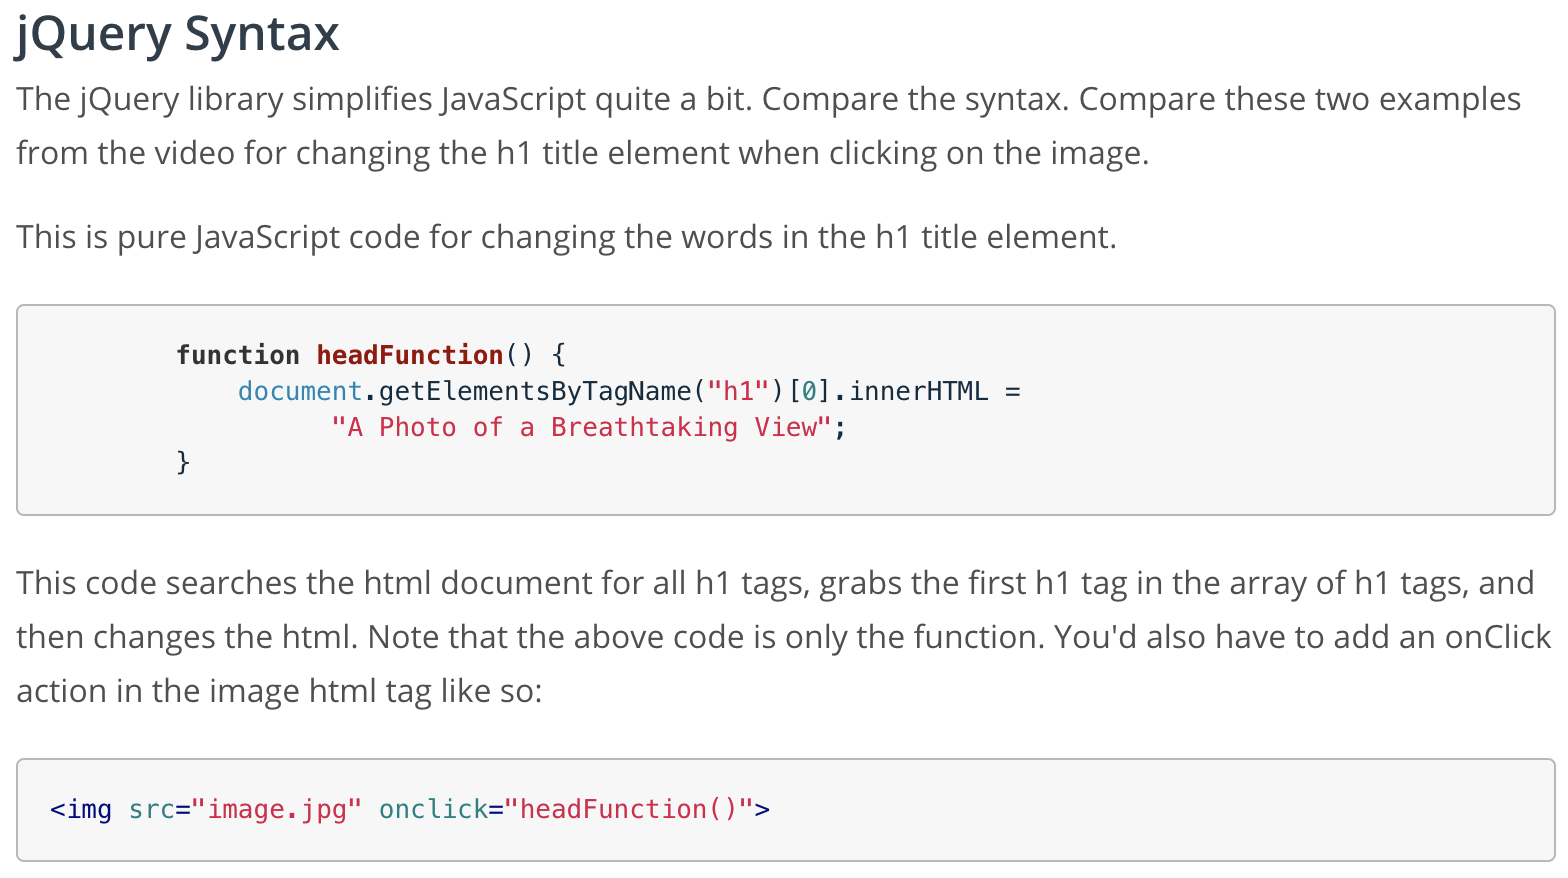 jQuery Syntax
The jQuery library simplifies JavaScript quite a bit. Compare the syntax. Compare these two examples
from the video for changing the h1 title element when clicking on the image.
This is pure JavaScript code for changing the words in the h1 title element.
function headFunction() {
document.getElementsByTagName("h1")[0].innerHTML =
"A Photo of a Breathtaking View";
}
This code searches the html document for all h1 tags, grabs the first h1 tag in the array of h1 tags, and
then changes the html. Note that the above code is only the function. You'd also have to add an onClick
action in the image html tag like so:
<img src="image.jpg" onclick="headFunction()">